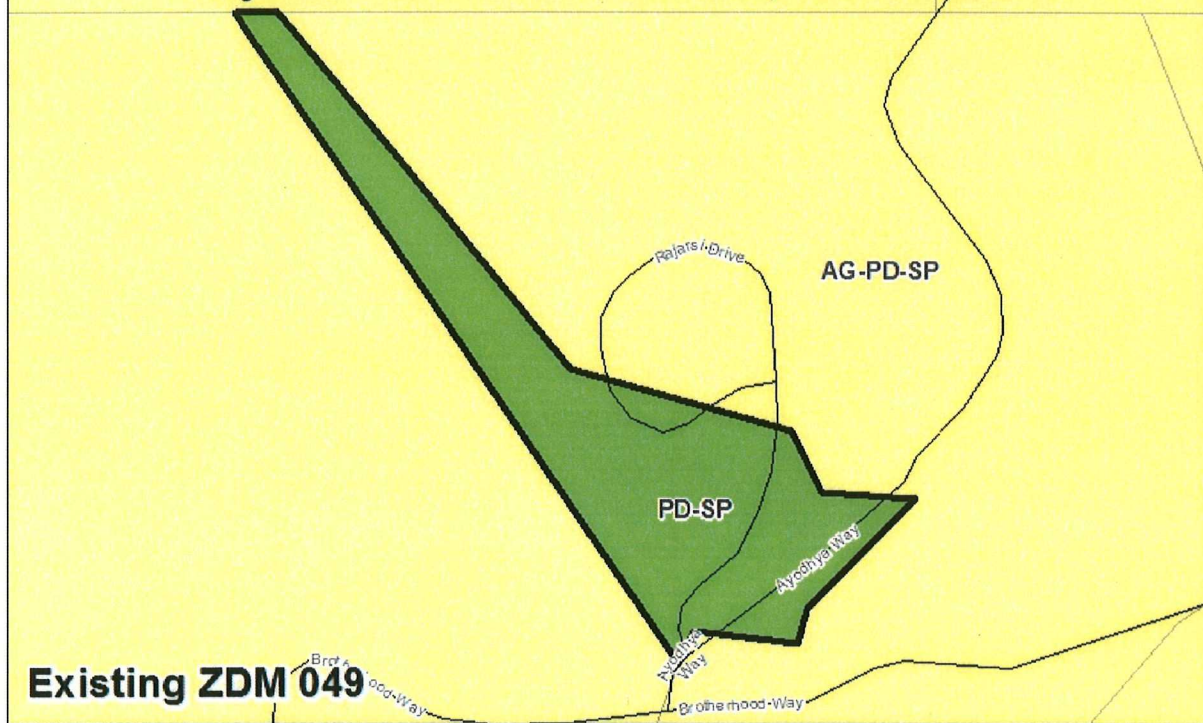 Rajarsi Drive
AG-PD-SP
PD-SP
Ayodhya Way
Ayodhya
Way
Existing ZDM 049
Brotherhood Way
Brotherhood Way